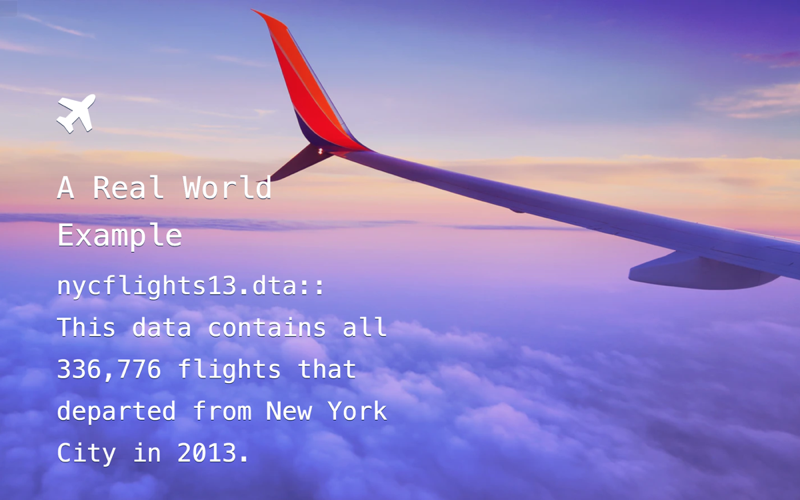 A Real World
Example
nycflights13.dta::
This data contains all
336,776 flights that
departed from New York
City in 2013.